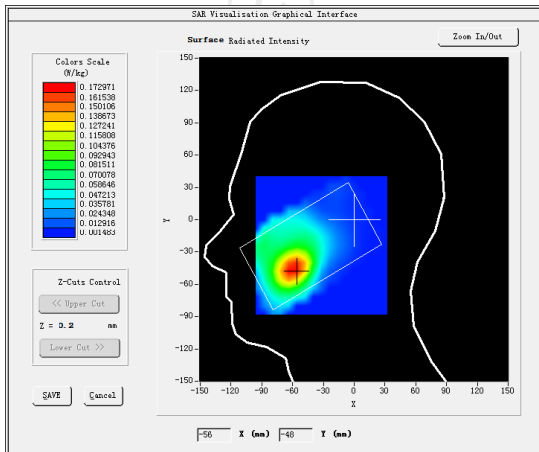 SAR Visualisation Graphical Interface
Surface Radiated Intensity
Zoom In/Out
Colors Scale
(W/kg)
0.172971
0.161538
0.150106
0.138673
0.127241
0.115808
0.104376
0.092943
0.081511
0.070078
0.058646
0.047213
0.035781
0.024348
0.012916
0.001483
Z-Cuts Control
<< Upper Cut
Z = 0.2 mm
Lower Cut >>
SAVE
Cancel
150
120
90
60
30
0
-30
-60
-90
-120
-150
Y
-150 -120 -90 -60 -30 0 30 60 90 120 150
X
-56 X (mm) -48 Y (mm)